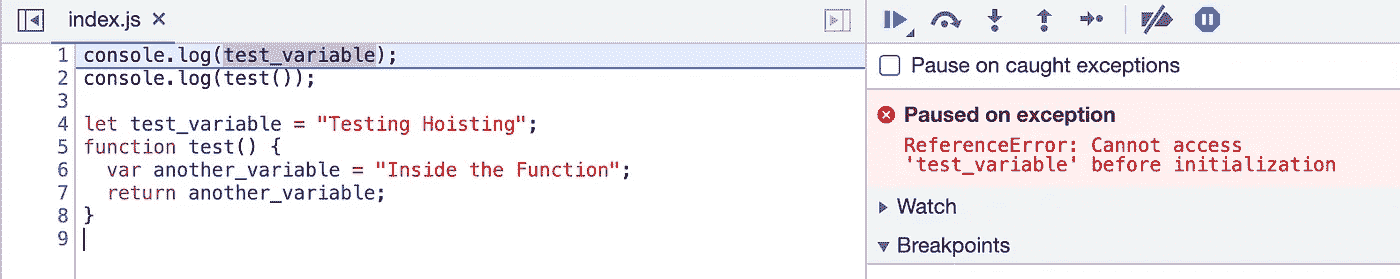 index.js ×
1 console.log(test_variable);
2 console.log(test());
3
4 let test_variable = "Testing Hoisting";
5 function test() {
6   var another_variable = "Inside the Function";
7   return another_variable;
8 }
9
Pause on caught exceptions
Paused on exception
ReferenceError: Cannot access
'test_variable' before initialization
Watch
Breakpoints